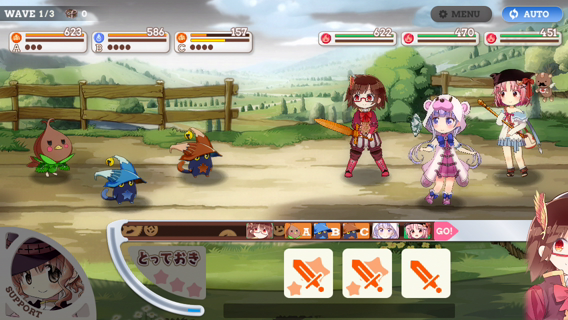 WAVE 1/3 0 MENU AUTO
623 586 157 622 470 451
A B C
A B C GO!
とっておき
SUPPORT